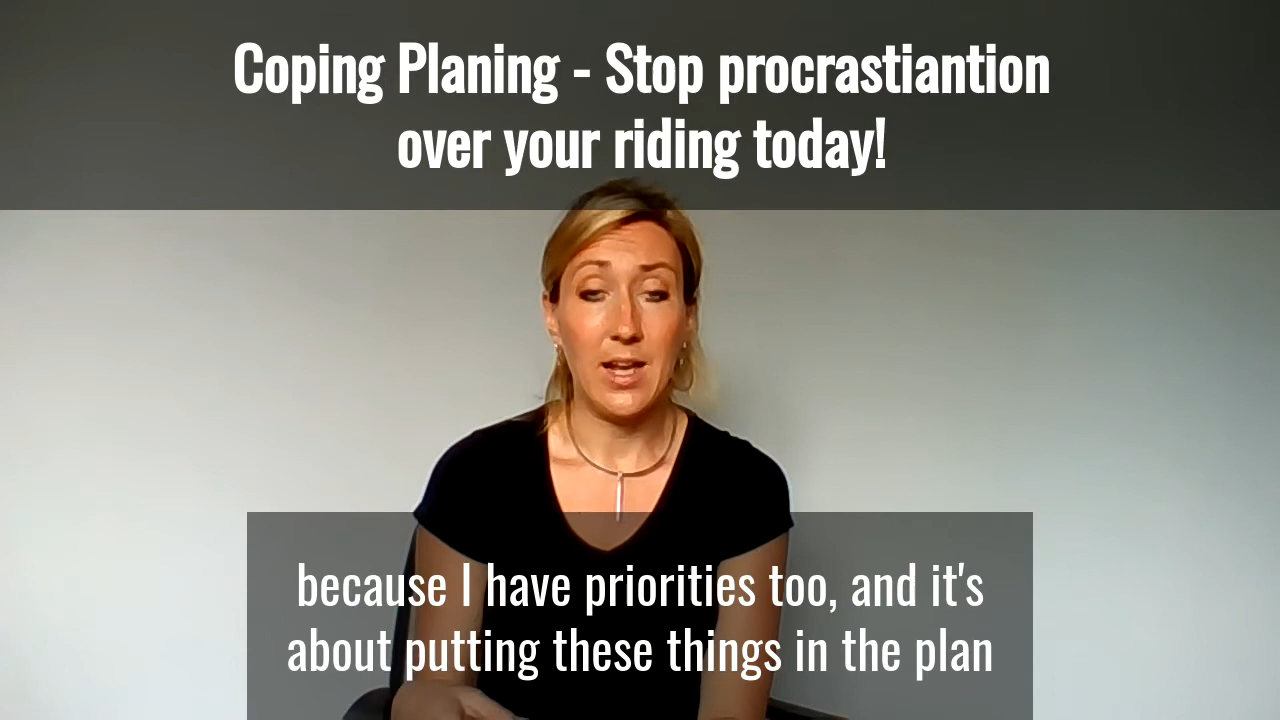 Coping Planing - Stop procrastiantion
over your riding today!
because I have priorities too, and it's
about putting these things in the plan